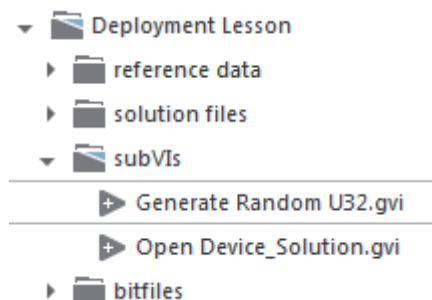 Deployment Lesson
reference data
solution files
subVIs
Generate Random U32.gvi
Open Device_Solution.gvi
bitfiles